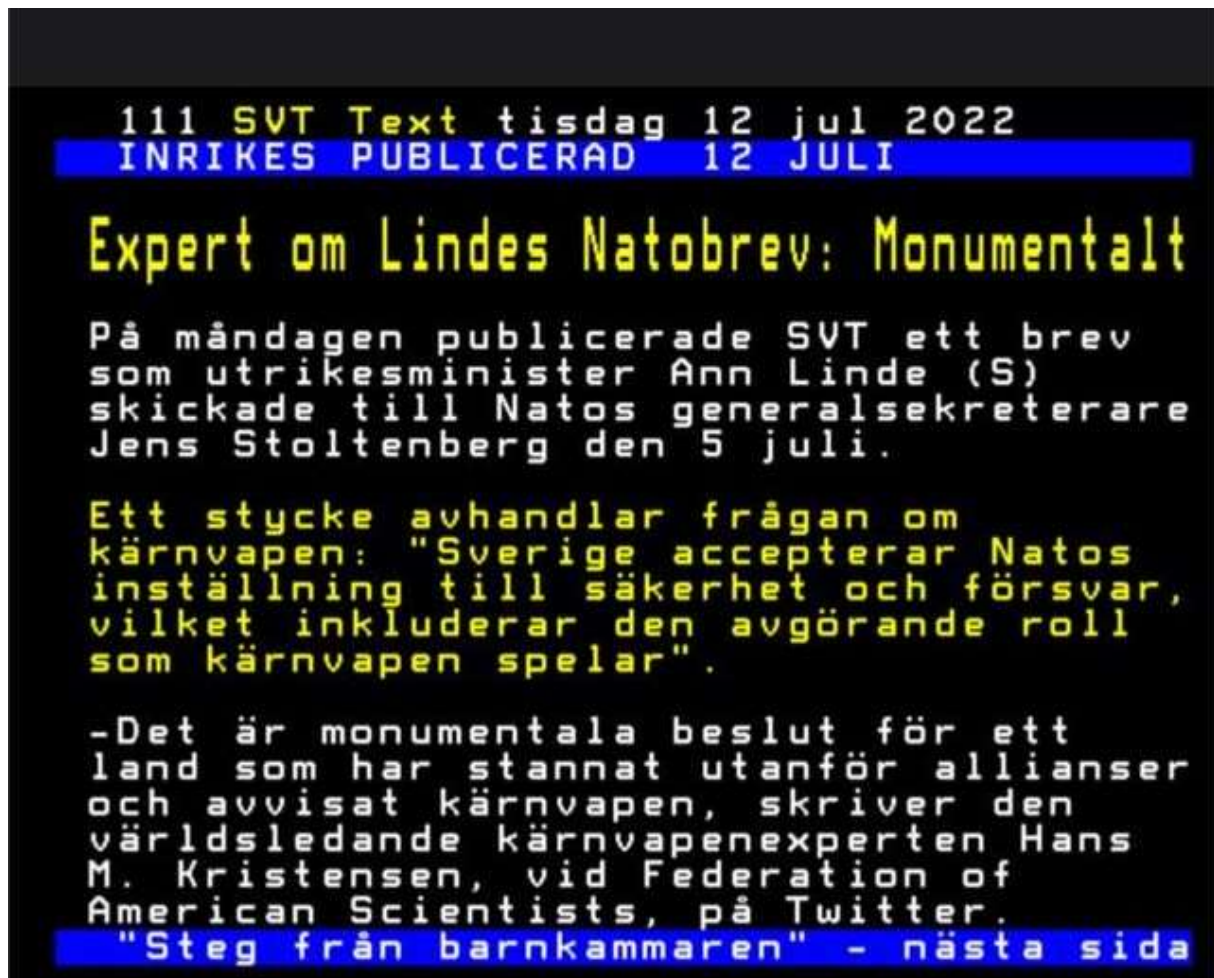 111 SVT Text tisdag 12 jul 2022
INRIKES PUBLICERAD 12 JULI
Expert om Lindes Natobrev: Monumentalt
På måndagen publicerade SVT ett brev
som utrikesminister Ann Linde (S)
skickade till Natos generalsekreterare
Jens Stoltenberg den 5 juli.
Ett stycke avhandlar frågan om
kärnvapen: "Sverige accepterar Natos
inställning till säkerhet och försvar,
vilket inkluderar den avgörande roll
som kärnvapen spelar".
-Det är monumentala beslut för ett
land som har stannat utanför allianser
och avvisat kärnvapen, skriver den
världsledande kärnvapenexperten Hans
M. Kristensen, vid Federation of
American Scientists, på Twitter.
"Steg från barnkammaren" - nästa sida